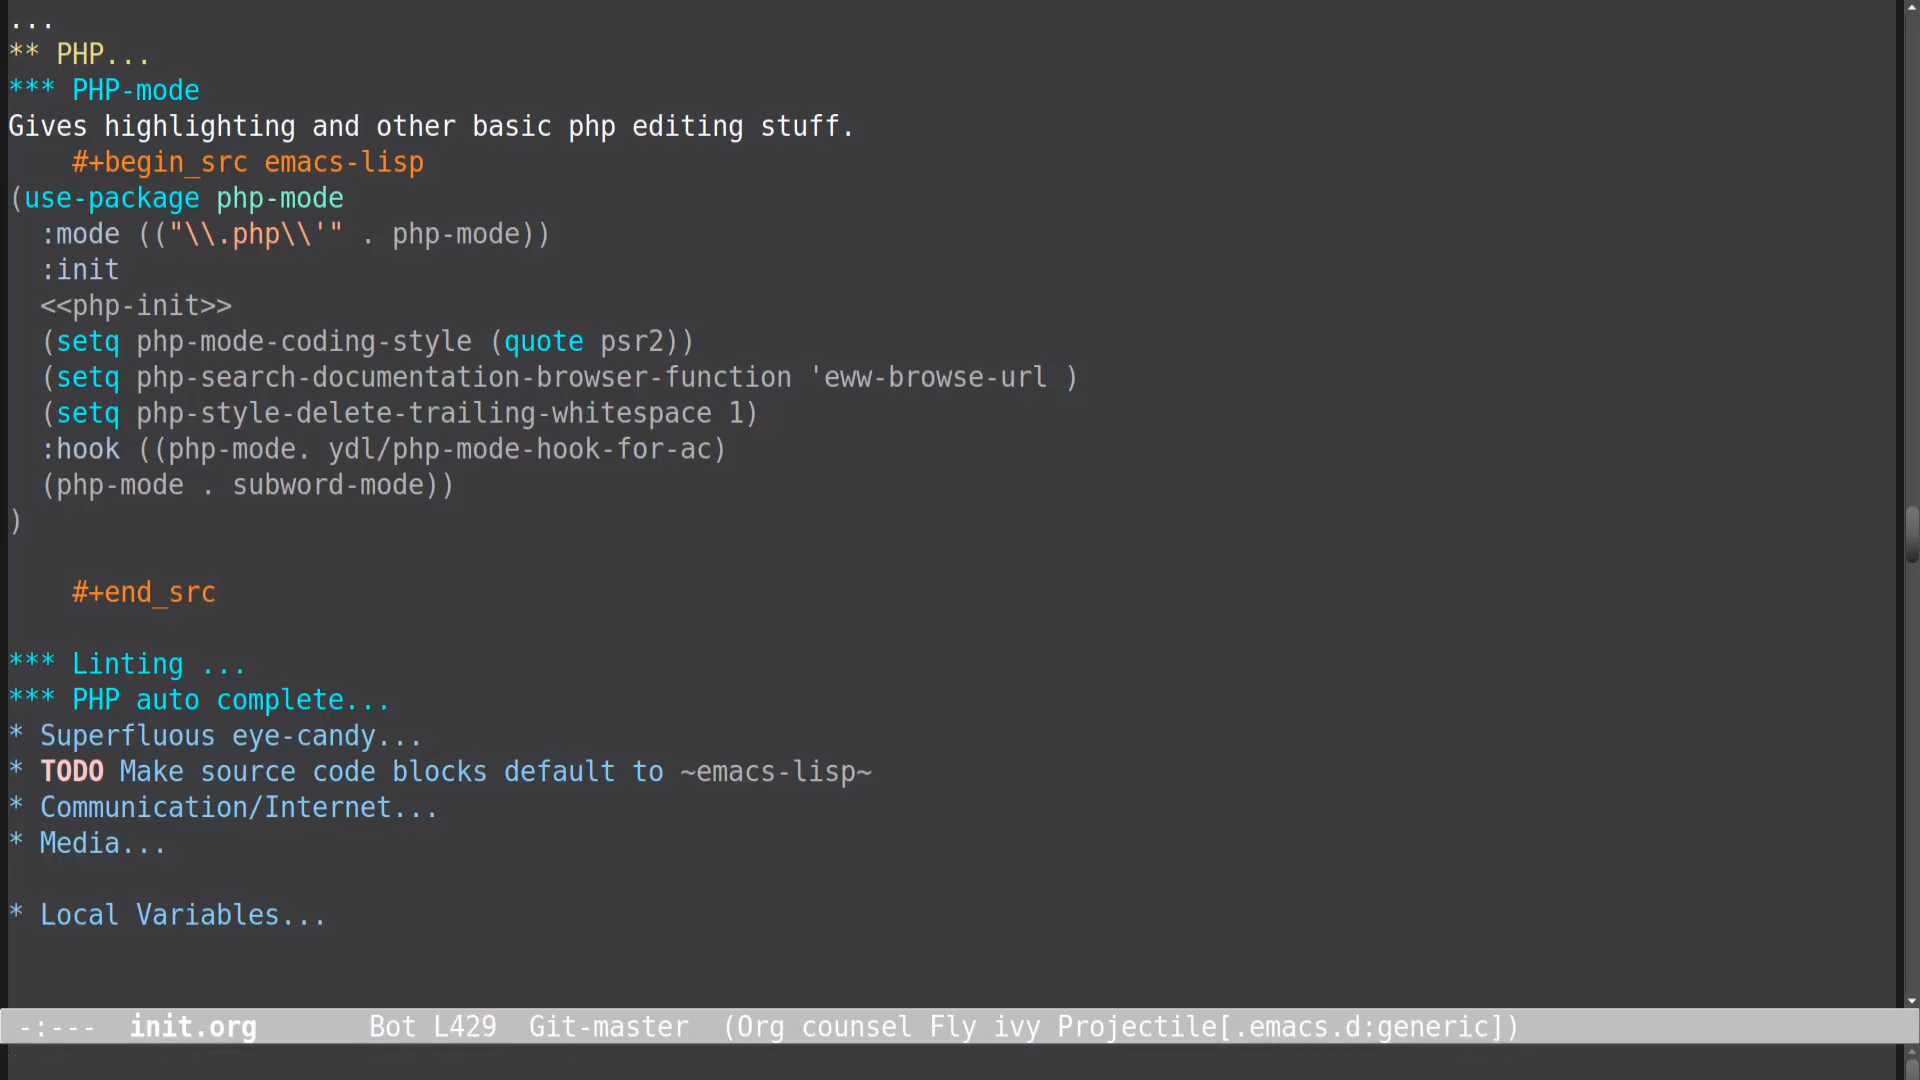 ...
** PHP...
*** PHP-mode
Gives highlighting and other basic php editing stuff.
    #+begin_src emacs-lisp
(use-package php-mode
  :mode (("\\.php\\'" . php-mode))
  :init
  <<php-init>>
  (setq php-mode-coding-style (quote psr2))
  (setq php-search-documentation-browser-function 'eww-browse-url )
  (setq php-style-delete-trailing-whitespace 1)
  :hook ((php-mode. ydl/php-mode-hook-for-ac)
  (php-mode . subword-mode))
)
    #+end_src
*** Linting ...
*** PHP auto complete...
* Superfluous eye-candy...
* TODO Make source code blocks default to ~emacs-lisp~
* Communication/Internet...
* Media...
* Local Variables...
-:---  init.org       Bot L429  Git-master  (Org counsel Fly ivy Projectile[.emacs.d:generic])